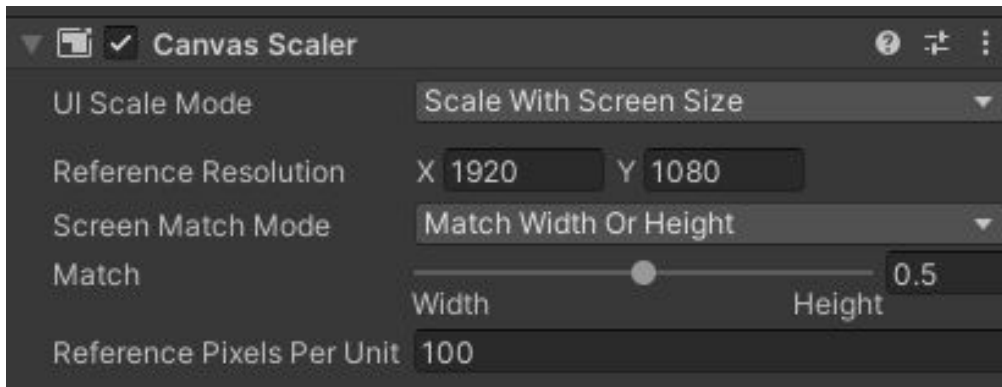 Canvas Scaler
UI Scale Mode Scale With Screen Size
Reference Resolution X 1920 Y 1080
Screen Match Mode Match Width Or Height
Match 0.5
Width Height
Reference Pixels Per Unit 100